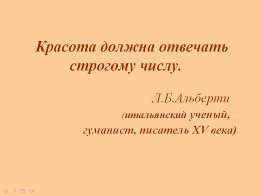 Красота должна отвечать
строгому числу.
Л.Б.Альберти
(итальянский ученый,
гуманист, писатель XV века)